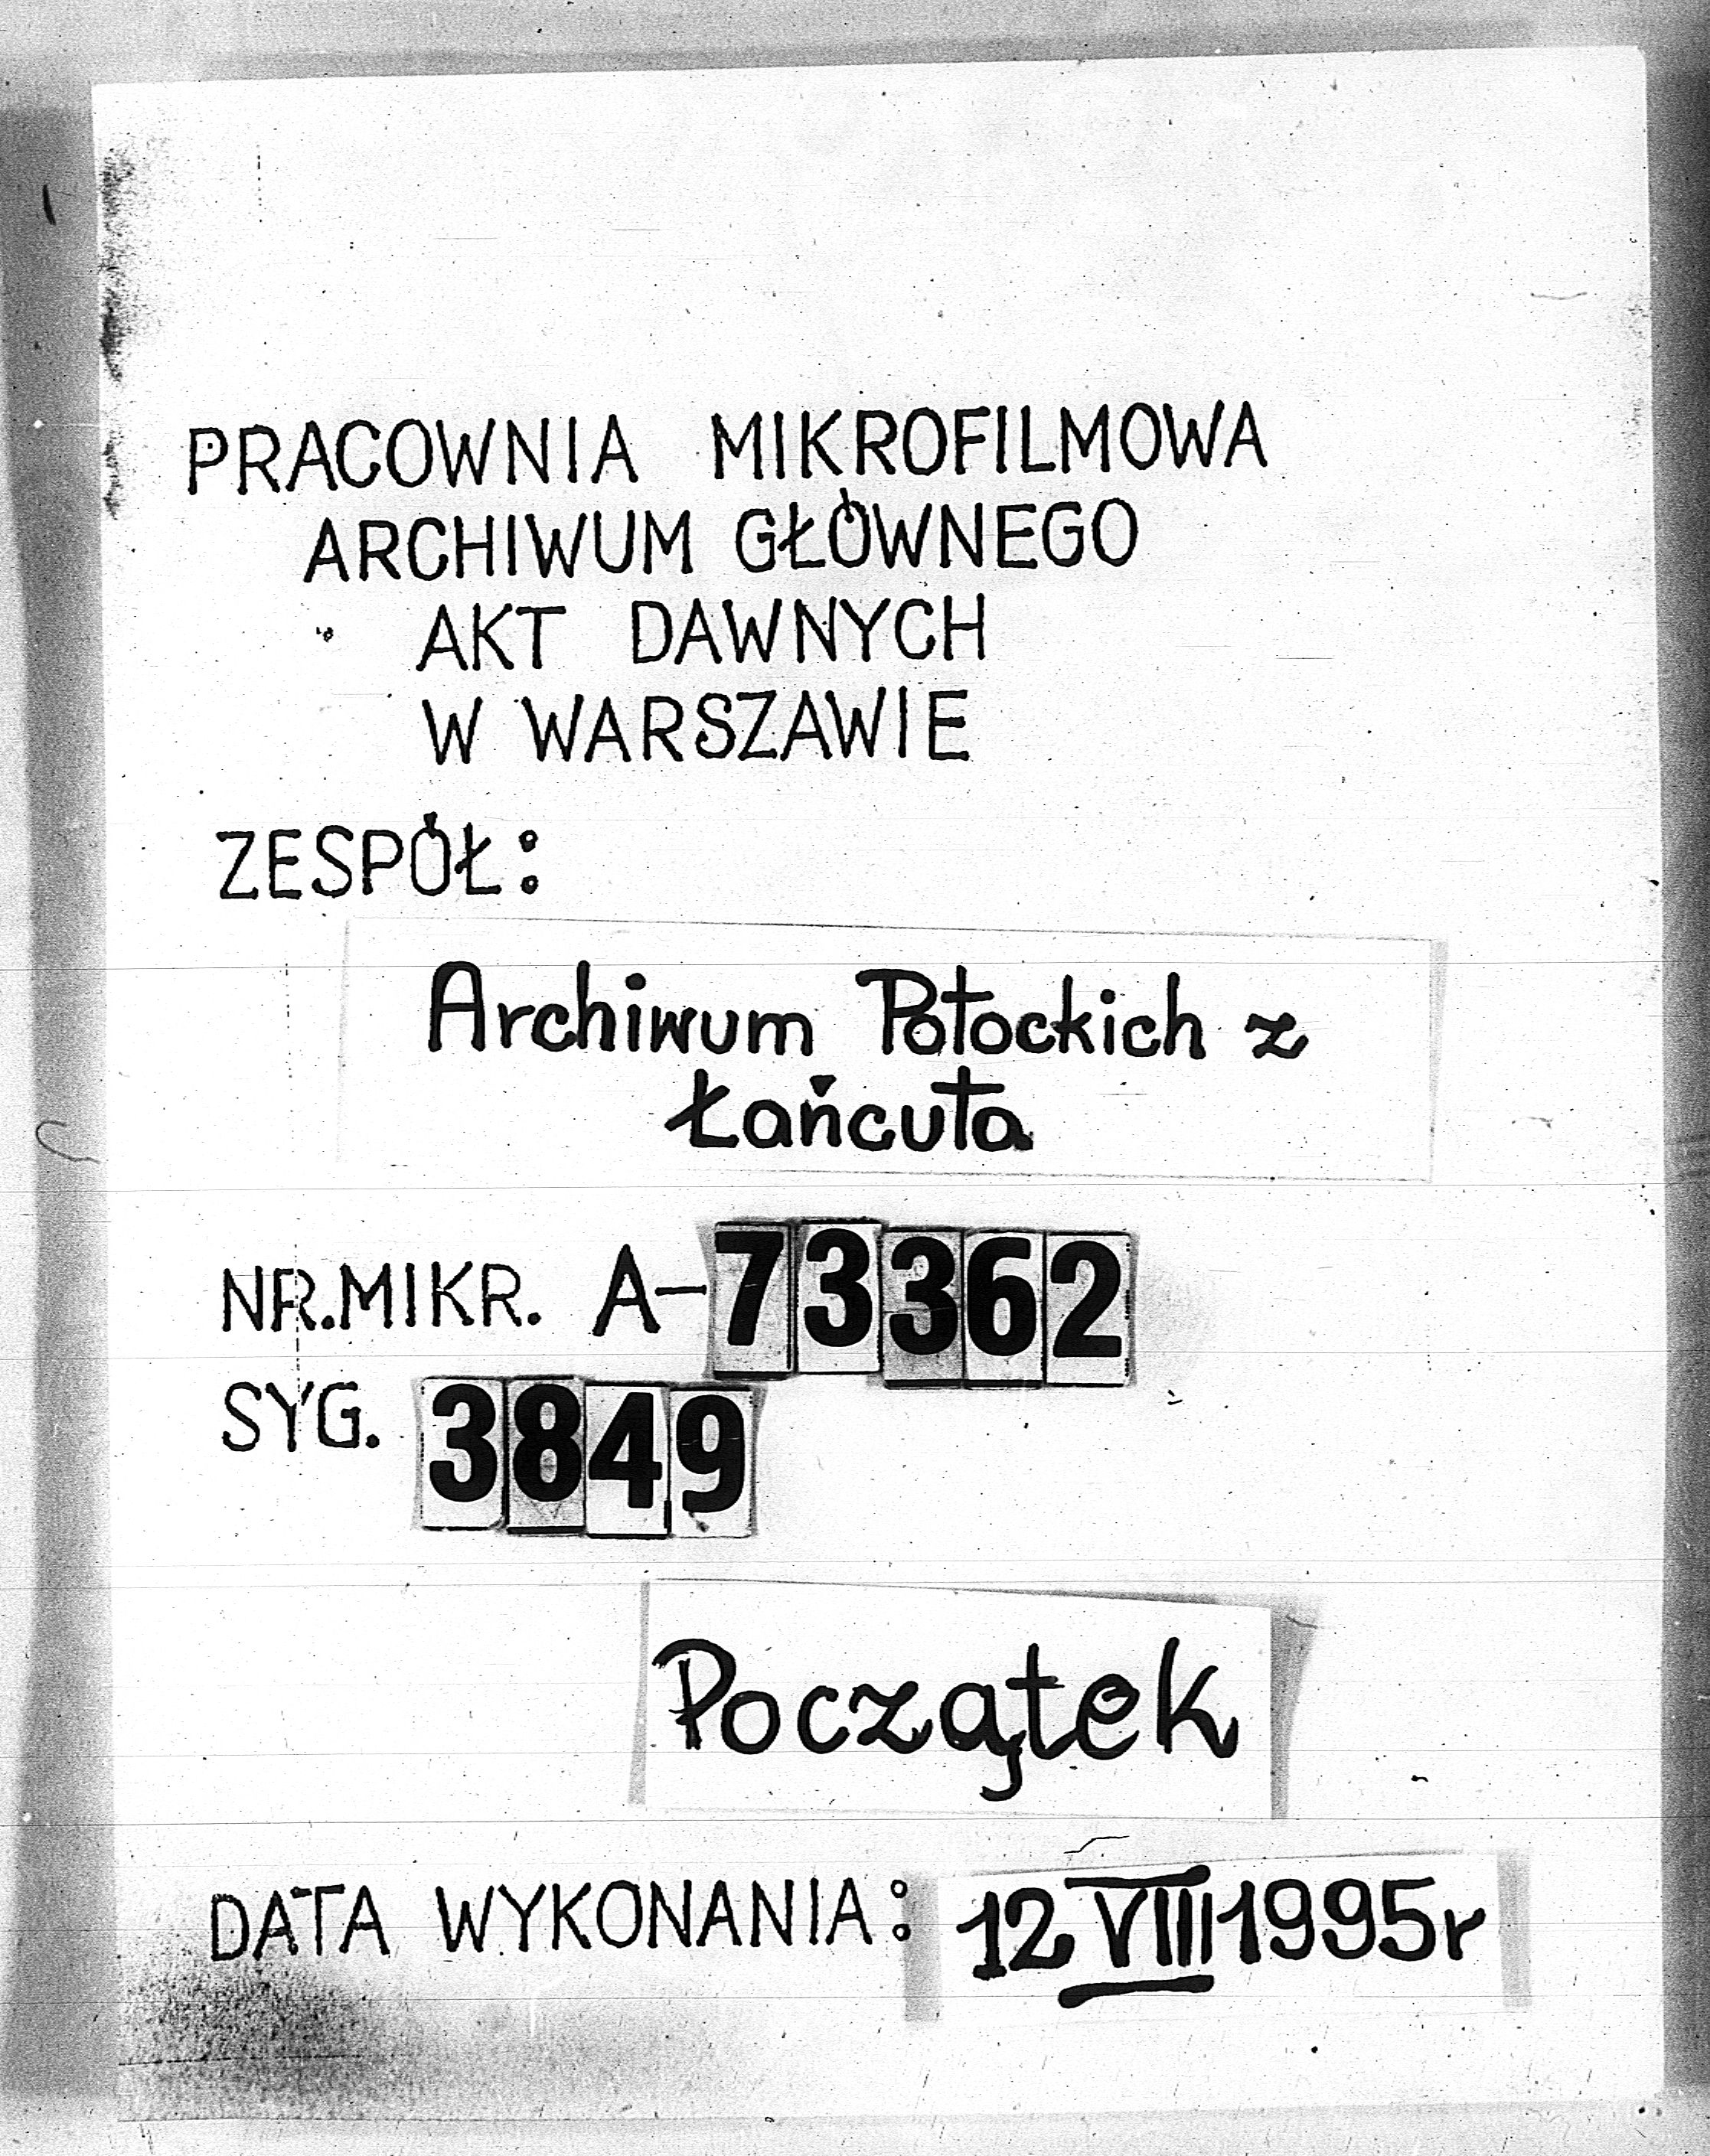 PRACOWNIA MIKROFILMOWA
ARCHIWUM GŁÓWNEGO
AKT DAWNYCH
W WARSZAWIE
ZESPÓŁ:
Archiwum Potockich z
Łańcuta
NR.MIKR. A-73362
SYG. 3849
Początek
DATA WYKONANIA: 12 VIII 1995r